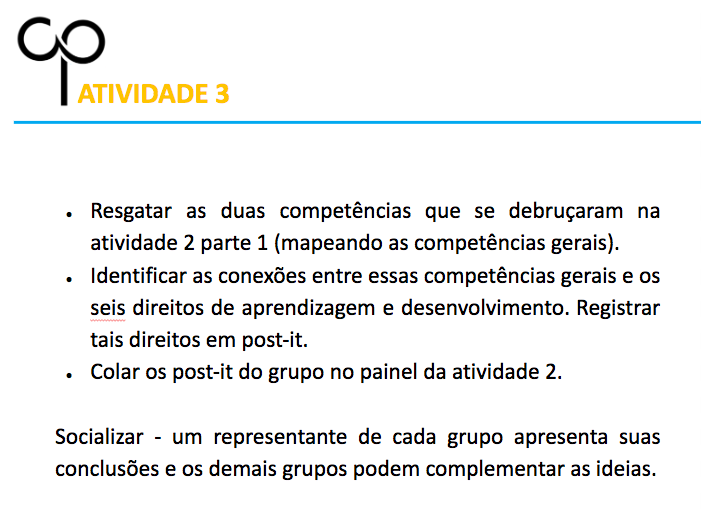 ATIVIDADE 3
• Resgatar as duas competências que se debruçaram na
atividade 2 parte 1 (mapeando as competências gerais).
• Identificar as conexões entre essas competências gerais e os
seis direitos de aprendizagem e desenvolvimento. Registrar
tais direitos em post-it.
• Colar os post-it do grupo no painel da atividade 2.
Socializar - um representante de cada grupo apresenta suas
conclusões e os demais grupos podem complementar as ideias.